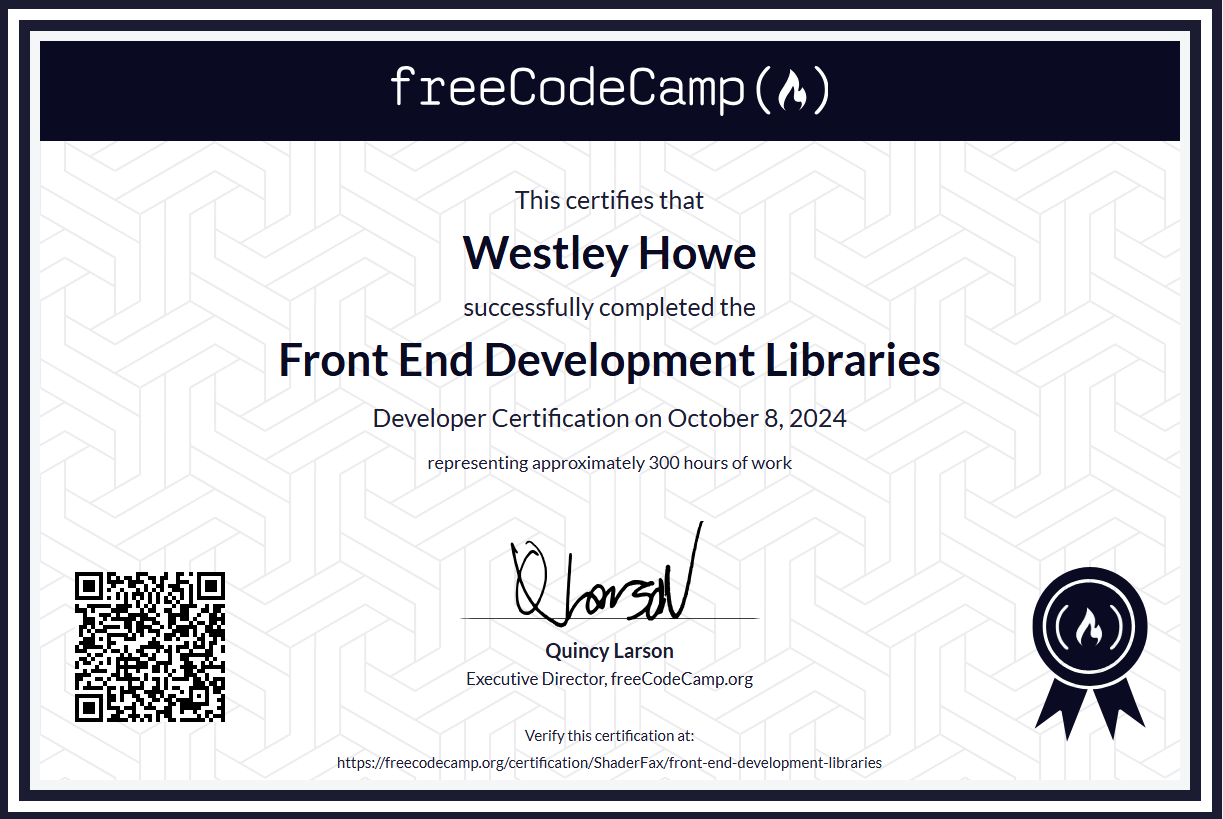 freeCodeCamp
This certifies that
Westley Howe
successfully completed the
Front End Development Libraries
Developer Certification on October 8, 2024
representing approximately 300 hours of work
Q Larson
Quincy Larson
Executive Director, freeCodeCamp.org
Verify this certification at:
https://freecodecamp.org/certification/ShaderFax/front-end-development-libraries